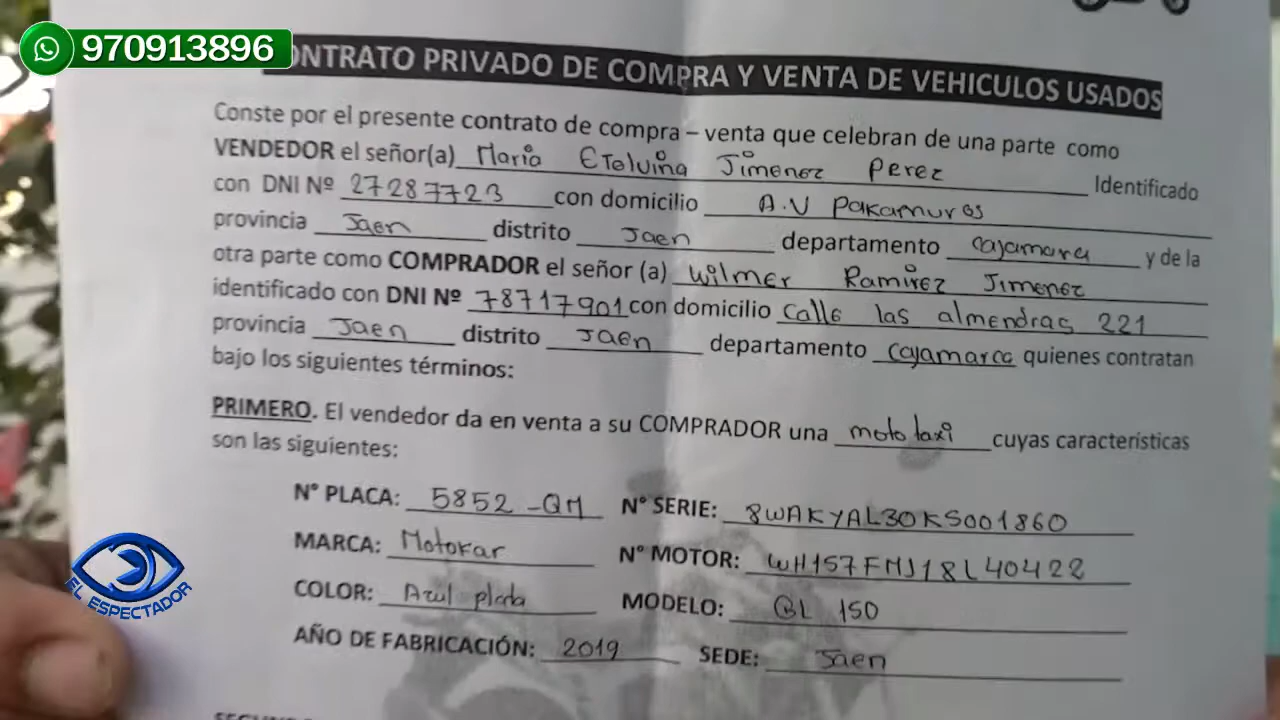 970913896
ONTRATO PRIVADO DE COMPRA Y VENTA DE VEHICULOS USADOS
Conste por el presente contrato de compra – venta que celebran de una parte como
VENDEDOR el señor(a) Maria Etelvina Jimenez Perez Identificado
con DNI Nº 27287723 con domicilio A.V Pakamuros
provincia Jaen distrito Jaen departamento Cajamarca y de la
otra parte como COMPRADOR el señor (a) Wilmer Ramirez Jimenez
identificado con DNI Nº 78717901 con domicilio Calle las almendras 221
provincia Jaen distrito Jaen departamento Cajamarca quienes contratan
bajo los siguientes términos:
PRIMERO. El vendedor da en venta a su COMPRADOR una mototaxi cuyas características
son las siguientes:
Nº PLACA: 5852-QM Nº SERIE: 8WAKYAL30KS001860
MARCA: Motokar Nº MOTOR: WH157FMJ18L40422
COLOR: Azul plata MODELO: GL 150
AÑO DE FABRICACIÓN: 2019 SEDE: Jaen
EL ESPECTADOR